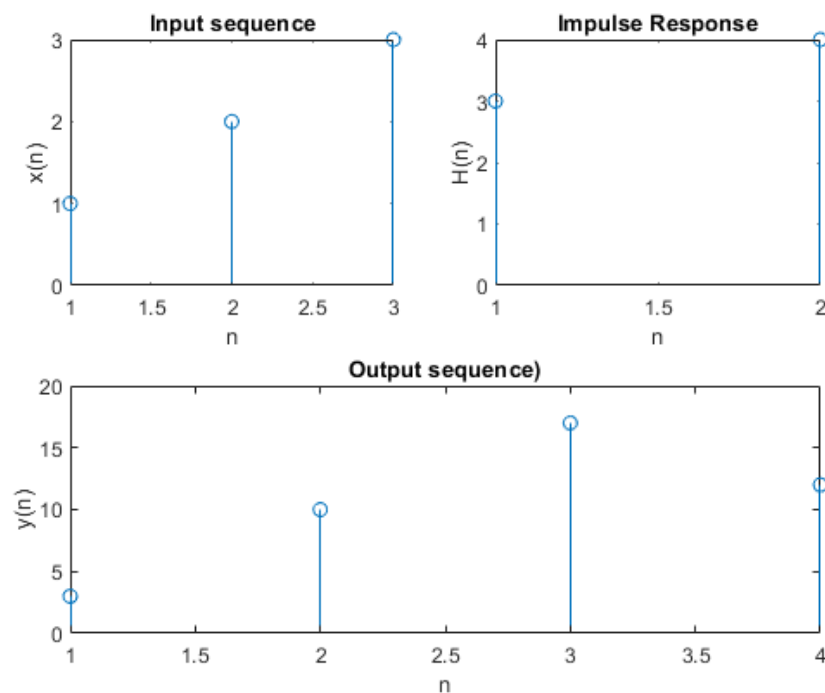 Input sequence
3
2
1
0
x(n)
1 1.5 2 2.5 3
n
Impulse Response
4
3
2
1
0
H(n)
1 1.5 2
n
Output sequence)
20
15
10
5
0
y(n)
1 1.5 2 2.5 3 3.5 4
n